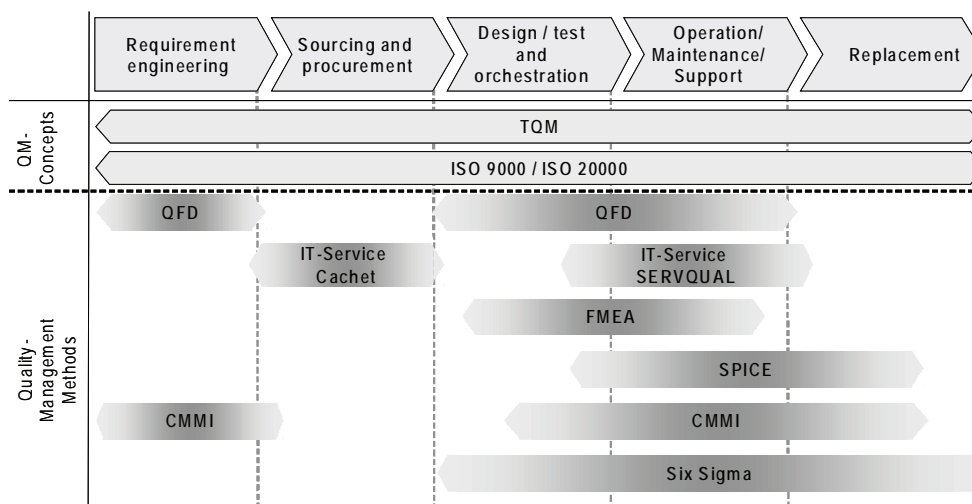 Requirement
engineering
Sourcing and
procurement
Design / test
and
orchestration
Operation/
Maintenance/
Support
Replacement
QM-
Concepts
TQM
ISO 9000 / ISO 20000
Quality-
Management
Methods
QFD
QFD
IT-Service
Cachet
IT-Service
SERVQUAL
FMEA
SPICE
CMMI
CMMI
Six Sigma